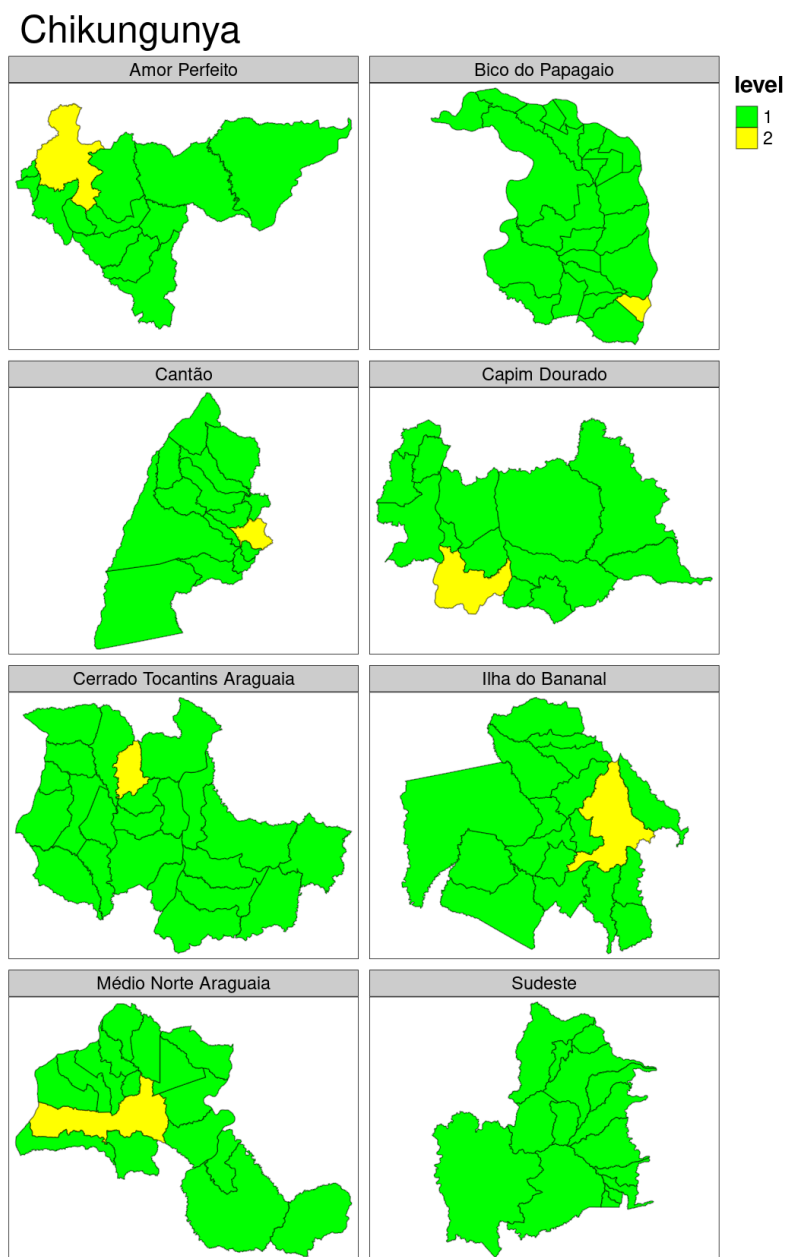 Chikungunya
Amor Perfeito
Bico do Papagaio
level
1
2
Cantão
Capim Dourado
Cerrado Tocantins Araguaia
Ilha do Bananal
Médio Norte Araguaia
Sudeste